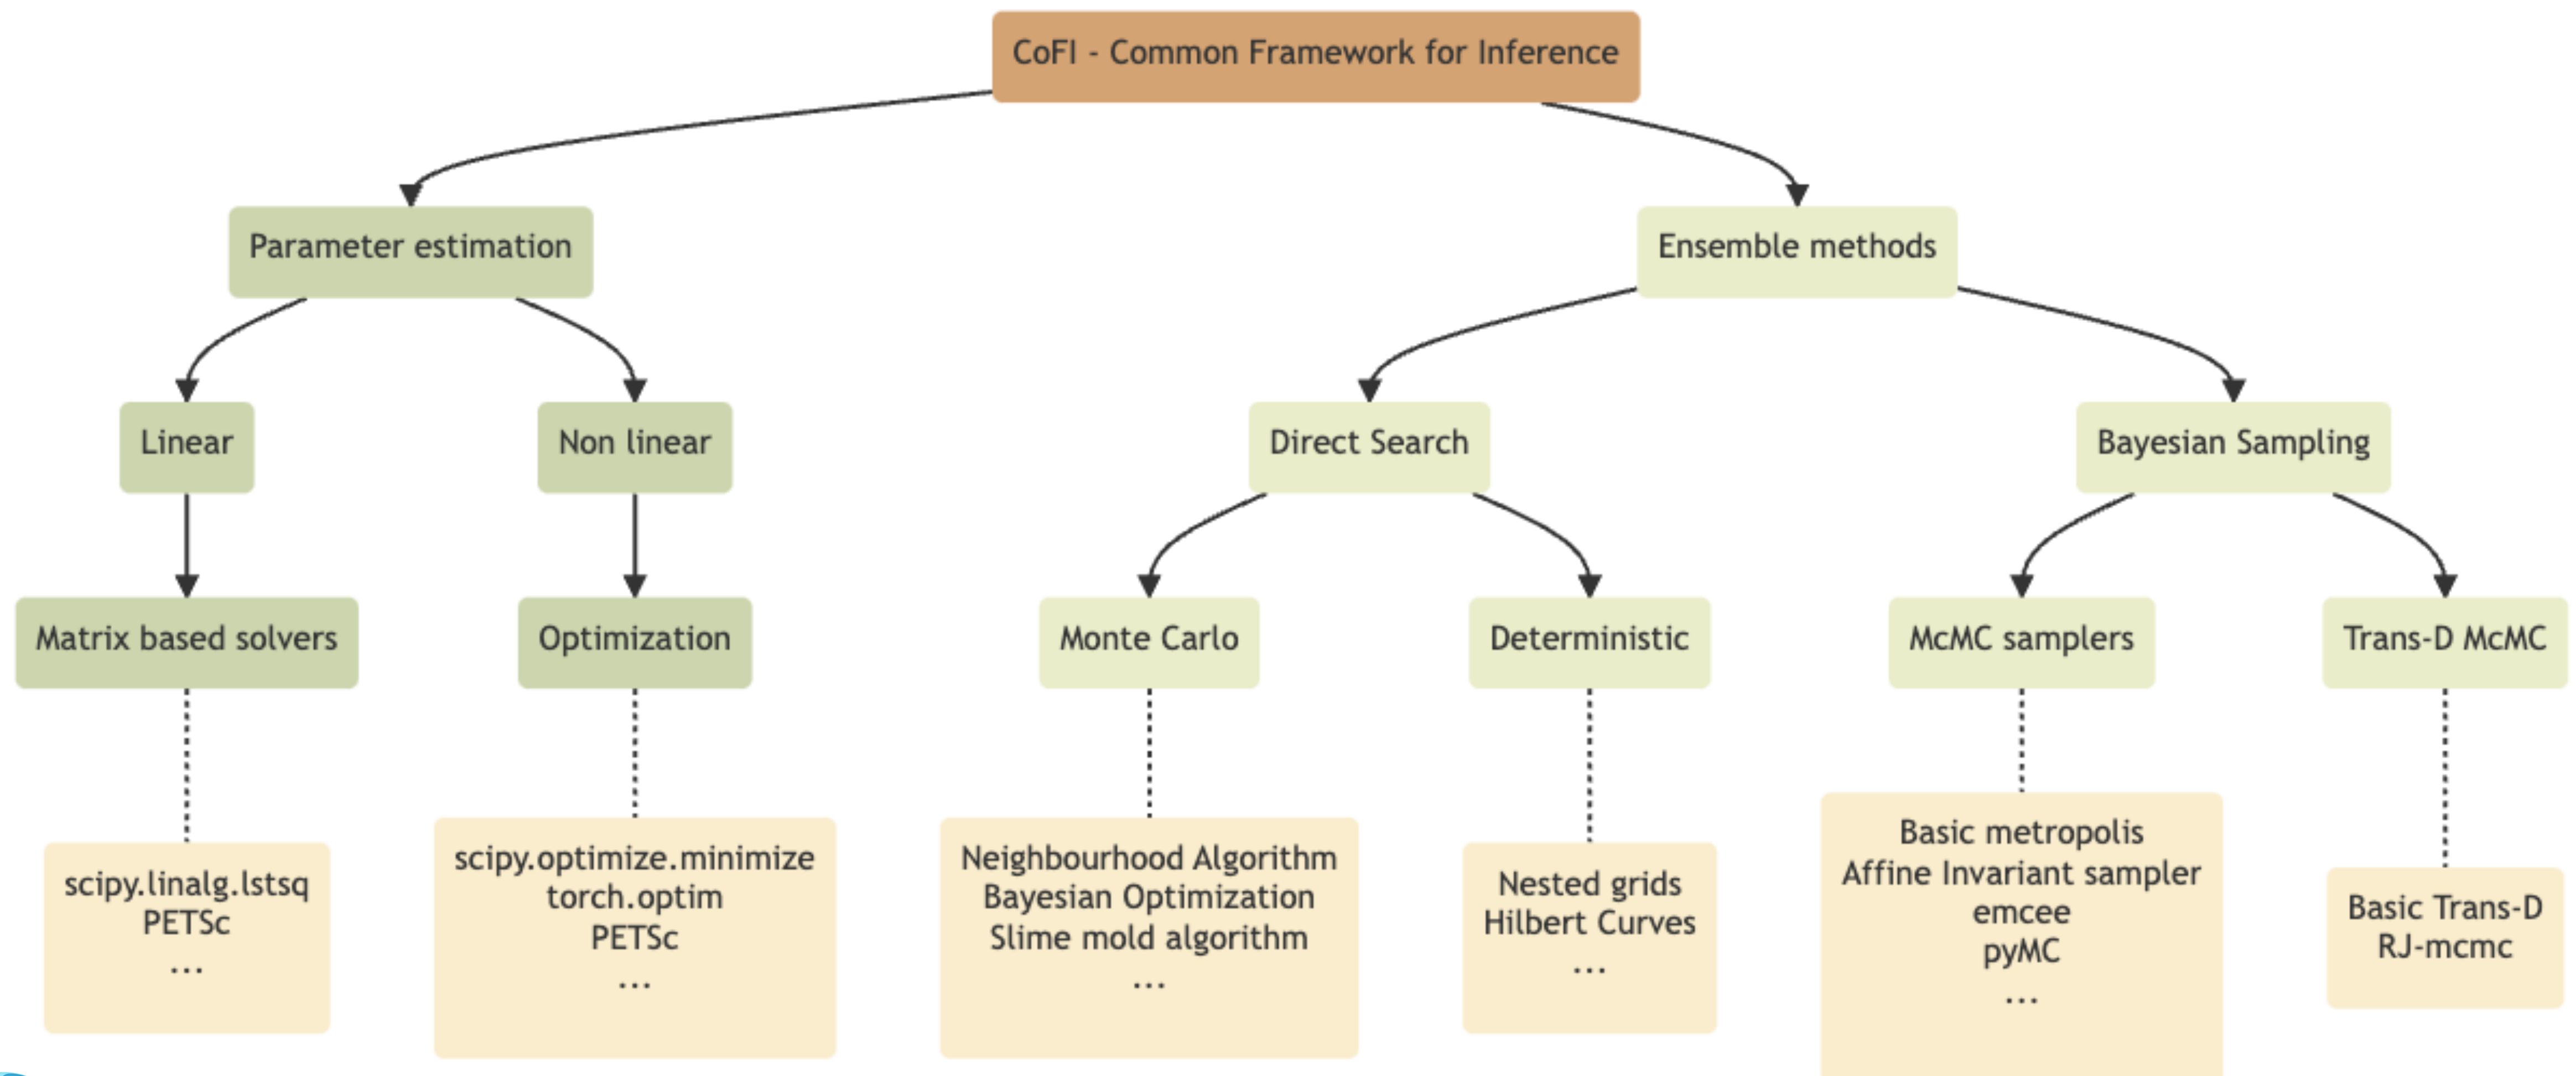 CoFI - Common Framework for Inference
Parameter estimation
Ensemble methods
Linear
Non linear
Direct Search
Bayesian Sampling
Matrix based solvers
Optimization
Monte Carlo
Deterministic
McMC samplers
Trans-D McMC
scipy.linalg.lstsq
PETSc
...
scipy.optimize.minimize
torch.optim
PETSc
...
Neighbourhood Algorithm
Bayesian Optimization
Slime mold algorithm
...
Nested grids
Hilbert Curves
...
Basic metropolis
Affine Invariant sampler
emcee
pyMC
...
Basic Trans-D
RJ-mcmc